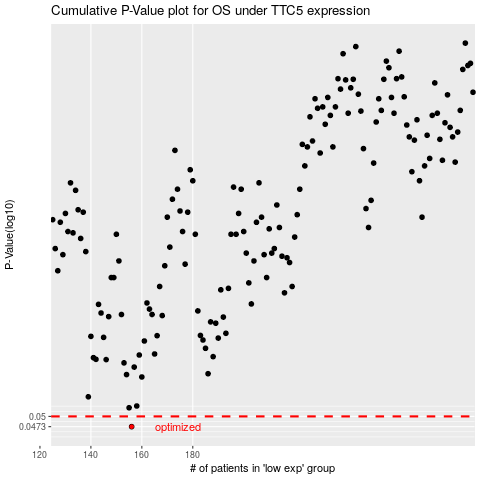 Cumulative P-Value plot for OS under TTC5 expression
P-Value(log10)
0.05
0.0473
optimized
120 140 160 180
# of patients in 'low exp' group